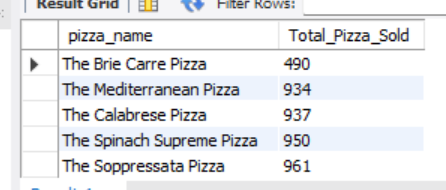 Result Grid Filter Rows:
pizza_name Total_Pizza_Sold
The Brie Carre Pizza 490
The Mediterranean Pizza 934
The Calabrese Pizza 937
The Spinach Supreme Pizza 950
The Soppressata Pizza 961